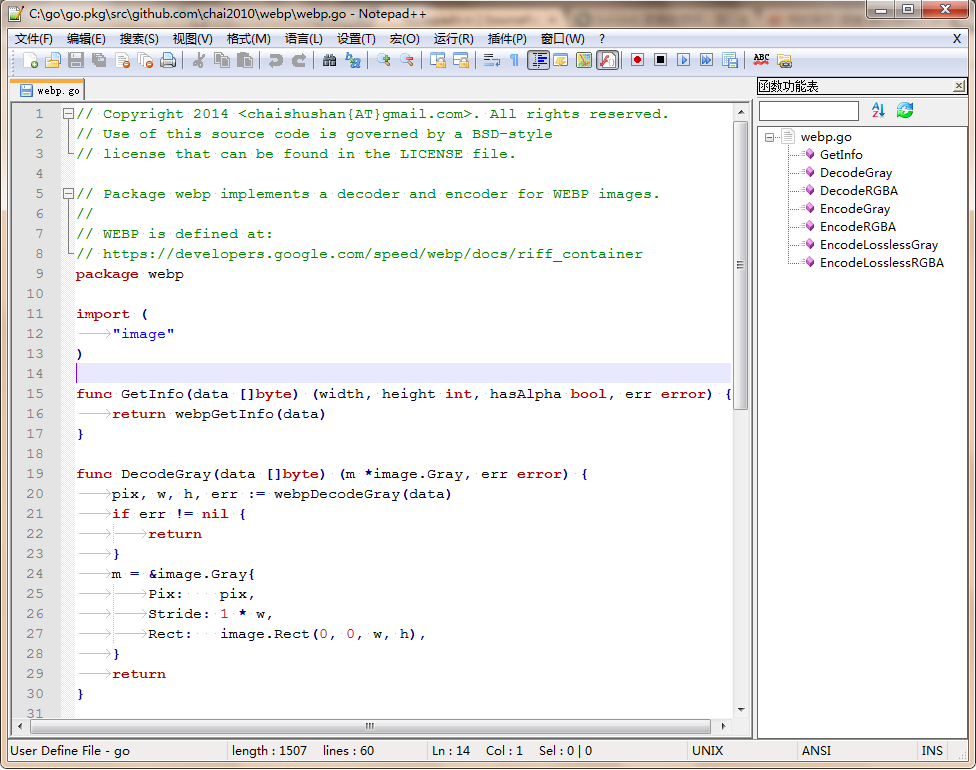 C:\go\go.pkg\src\github.com\chai2010\webp\webp.go - Notepad++
文件(F) 编辑(E) 搜索(S) 视图(V) 格式(M) 语言(L) 设置(T) 宏(O) 运行(R) 插件(P) 窗口(W) ? X
ABC
webp.go
函数功能表
1 // Copyright 2014 <chaishushan{AT}gmail.com>. All rights reserved.
2 // Use of this source code is governed by a BSD-style
3 // license that can be found in the LICENSE file.
4
5 // Package webp implements a decoder and encoder for WEBP images.
6 //
7 // WEBP is defined at:
8 // https://developers.google.com/speed/webp/docs/riff_container
9 package webp
10
11 import (
12 "image"
13 )
14
15 func GetInfo(data []byte) (width, height int, hasAlpha bool, err error) {
16 return webpGetInfo(data)
17 }
18
19 func DecodeGray(data []byte) (m *image.Gray, err error) {
20 pix, w, h, err := webpDecodeGray(data)
21 if err != nil {
22 return
23 }
24 m = &image.Gray{
25 Pix: pix,
26 Stride: 1 * w,
27 Rect: image.Rect(0, 0, w, h),
28 }
29 return
30 }
31
webp.go
GetInfo
DecodeGray
DecodeRGBA
EncodeGray
EncodeRGBA
EncodeLosslessGray
EncodeLosslessRGBA
User Define File - go length : 1507 lines : 60 Ln : 14 Col : 1 Sel : 0 | 0 UNIX ANSI INS